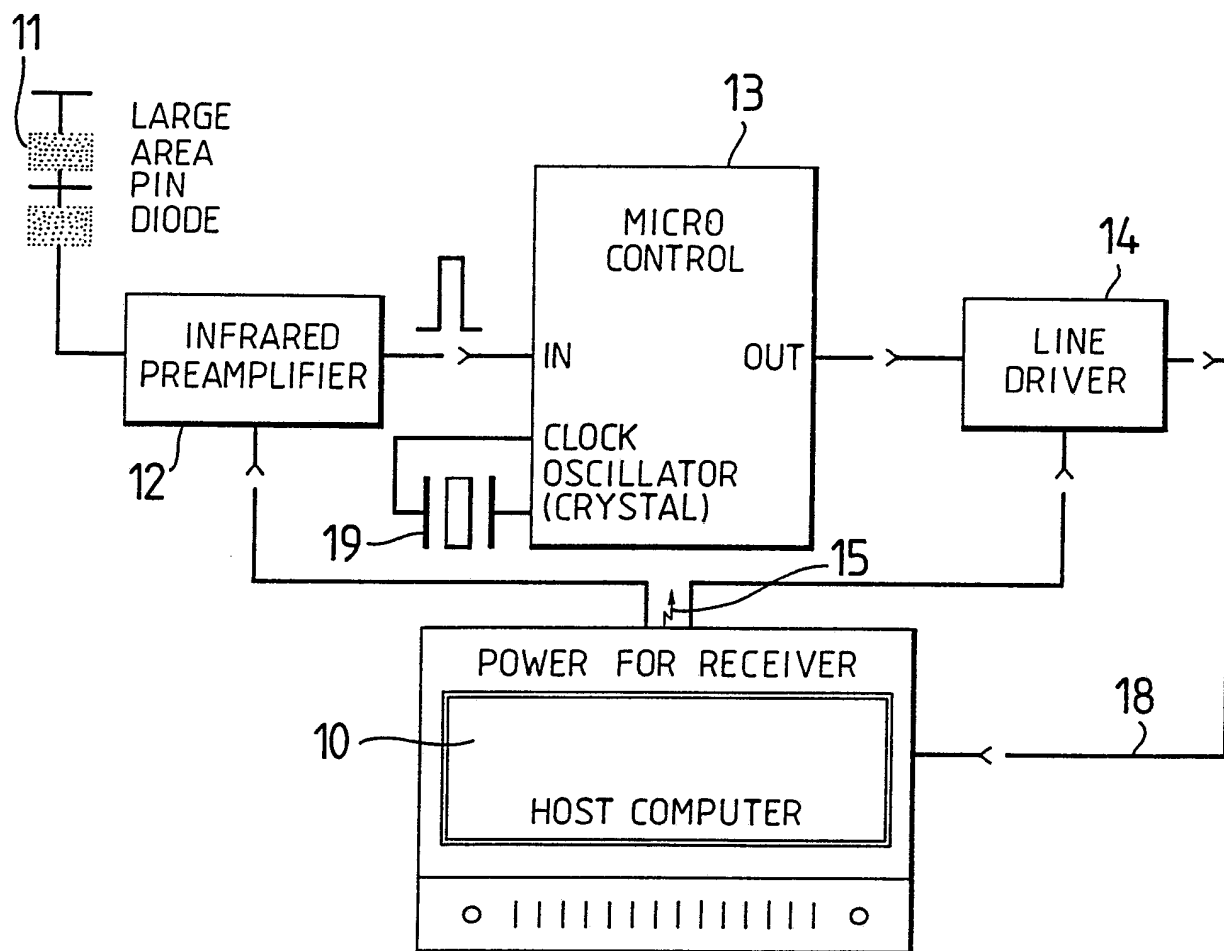 11
LARGE
AREA
PIN
DIODE
13
MICRO
CONTROL
14
INFRARED
PREAMPLIFIER
IN
OUT
LINE
DRIVER
12
CLOCK
OSCILLATOR
(CRYSTAL)
19
15
POWER FOR RECEIVER
10
18
HOST COMPUTER